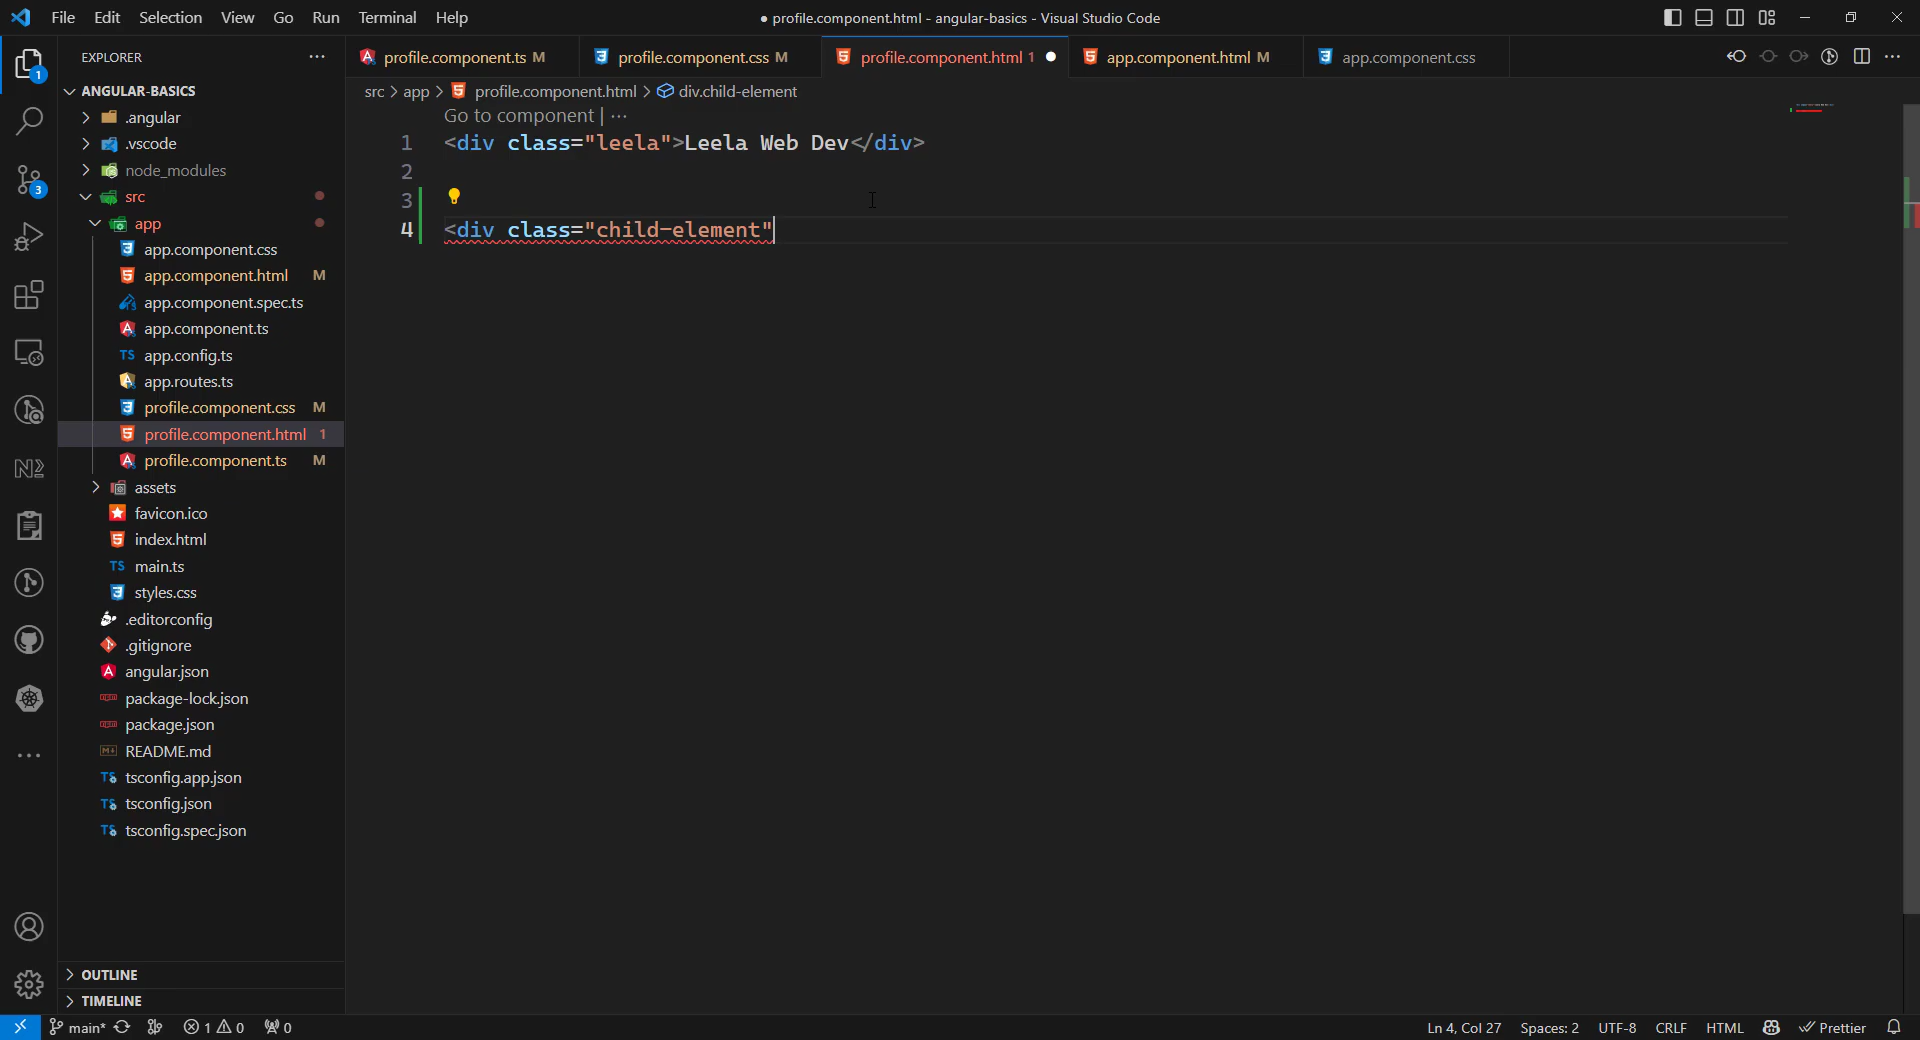 File Edit Selection View Go Run Terminal Help
● profile.component.html - angular-basics - Visual Studio Code
EXPLORER ···
profile.component.ts M
profile.component.css M
profile.component.html 1 ●
app.component.html M
app.component.css
src > app > profile.component.html > div.child-element
1
ANGULAR-BASICS
.angular
.vscode
node_modules
src
app
app.component.css
app.component.html M
app.component.spec.ts
app.component.ts
TS app.config.ts
app.routes.ts
profile.component.css M
profile.component.html 1
profile.component.ts M
assets
favicon.ico
index.html
TS main.ts
styles.css
.editorconfig
.gitignore
angular.json
package-lock.json
package.json
README.md
TS tsconfig.app.json
TS tsconfig.json
TS tsconfig.spec.json
3
OUTLINE
TIMELINE
Go to component | ···
1 <div class="leela">Leela Web Dev</div>
2
3
4 <div class="child-element"
main* 1 0 0
Ln 4, Col 27 Spaces: 2 UTF-8 CRLF HTML Prettier